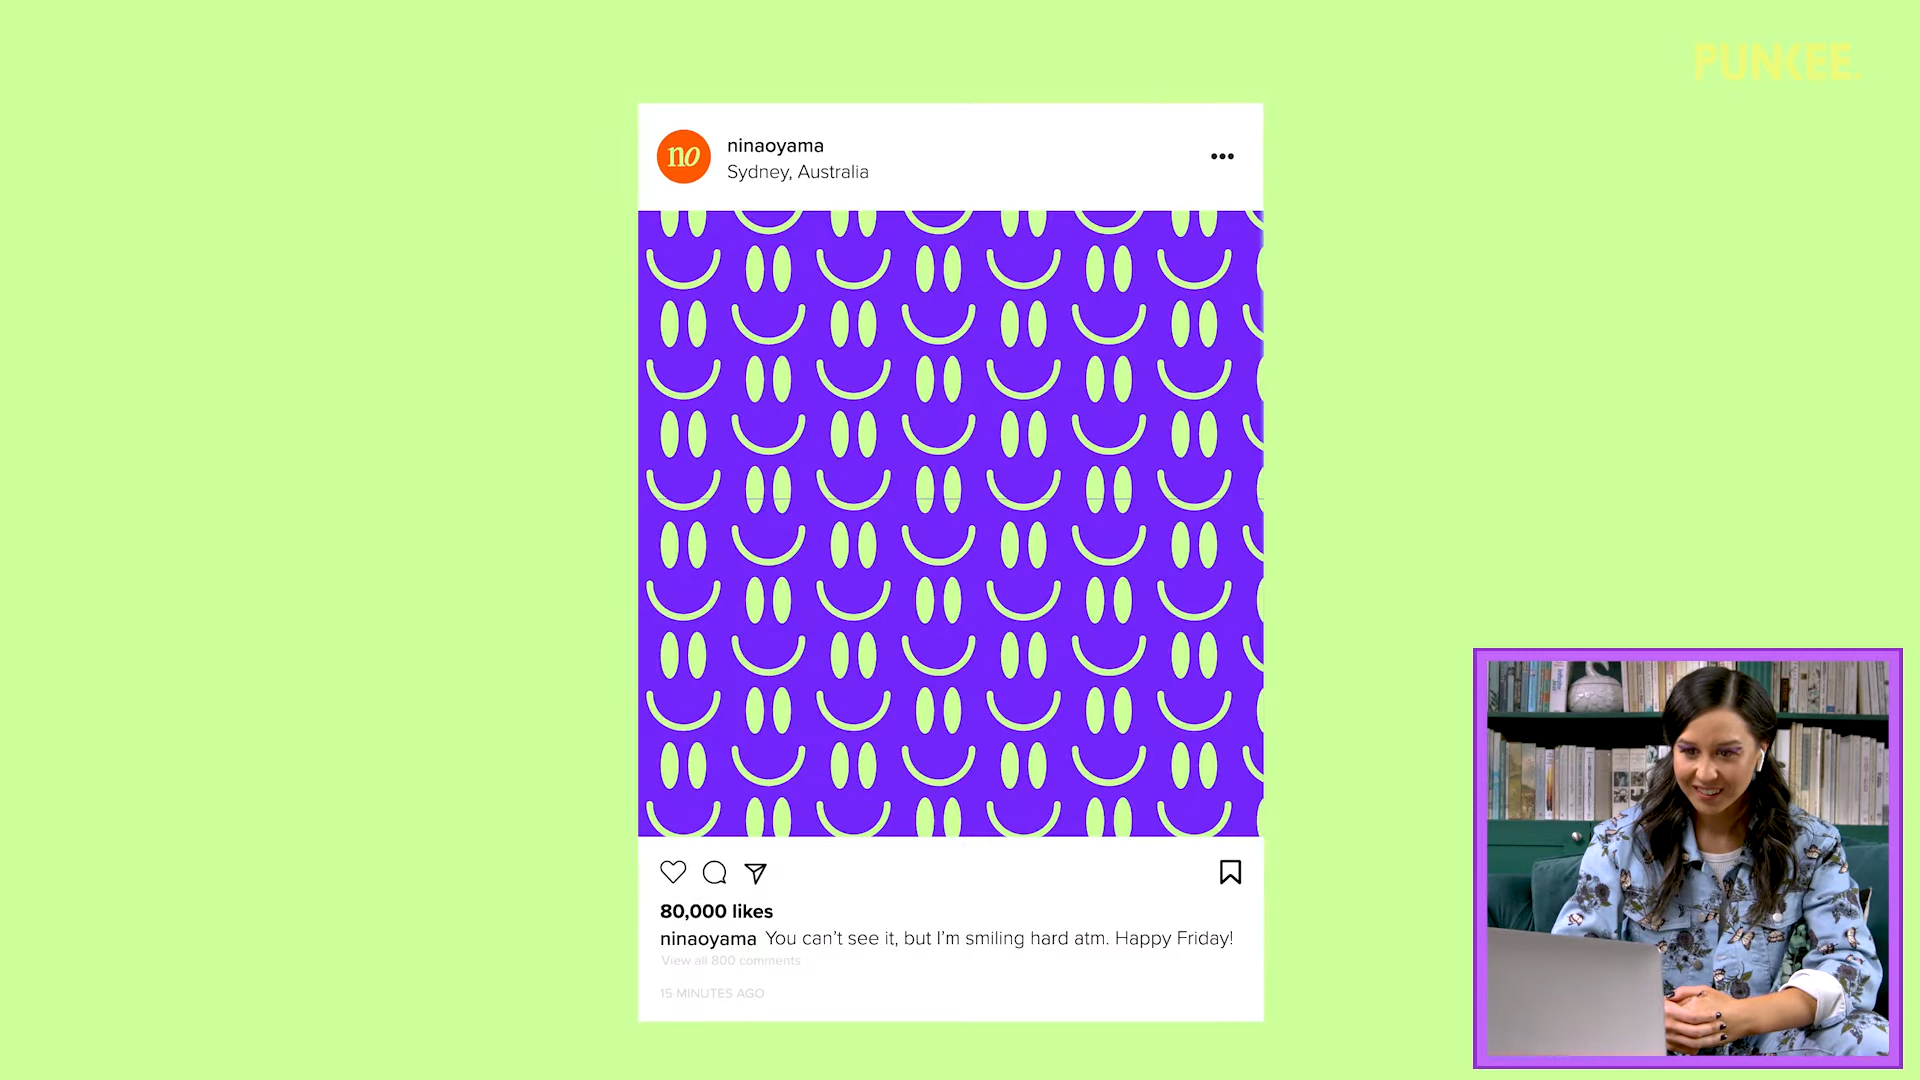 PUNKEE.
no
ninaoyama
Sydney, Australia
80,000 likes
ninaoyama You can't see it, but I'm smiling hard atm. Happy Friday!
View all 800 comments
15 MINUTES AGO